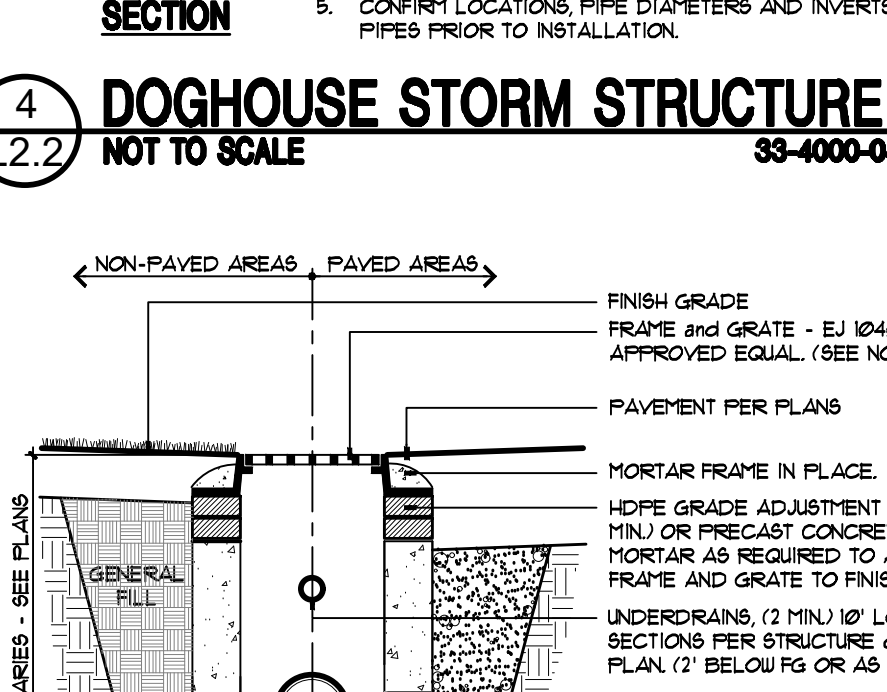 SECTION
5. CONFIRM LOCATIONS, PIPE DIAMETERS AND INVERTS
PIPES PRIOR TO INSTALLATION.
4
DOGHOUSE STORM STRUCTURE
L2.2
NOT TO SCALE
33-4000-0
NON-PAVED AREAS
PAVED AREAS
FINISH GRADE
FRAME and GRATE - EJ 104
APPROVED EQUAL. (SEE NO
PAVEMENT PER PLANS
MORTAR FRAME IN PLACE.
HDPE GRADE ADJUSTMENT
MIN.) OR PRECAST CONCRE
MORTAR AS REQUIRED TO
FRAME AND GRATE TO FINIS
UNDERDRAINS, (2 MIN.) 10' L
SECTIONS PER STRUCTURE
PLAN. (2' BELOW FG OR AS
GENERAL
FILL
ARIES - SEE PLANS